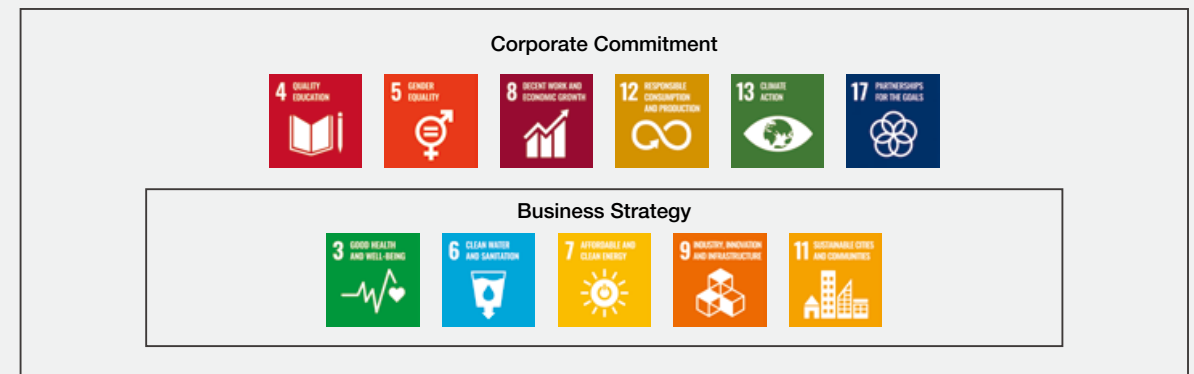 Corporate Commitment
4 QUALITY
EDUCATION
5 GENDER
EQUALITY
8 DECENT WORK AND
ECONOMIC GROWTH
12 RESPONSIBLE
CONSUMPTION
AND PRODUCTION
13 CLIMATE
ACTION
17 PARTNERSHIPS
FOR THE GOALS
Business Strategy
3 GOOD HEALTH
AND WELL-BEING
6 CLEAN WATER
AND SANITATION
7 AFFORDABLE AND
CLEAN ENERGY
9 INDUSTRY, INNOVATION
AND INFRASTRUCTURE
11 SUSTAINABLE CITIES
AND COMMUNITIES